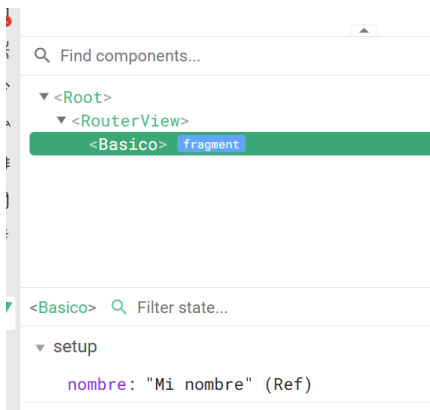 Find components...
<Root>
<RouterView>
<Basico> fragment
<Basico> Filter state...
setup
nombre: "Mi nombre" (Ref)